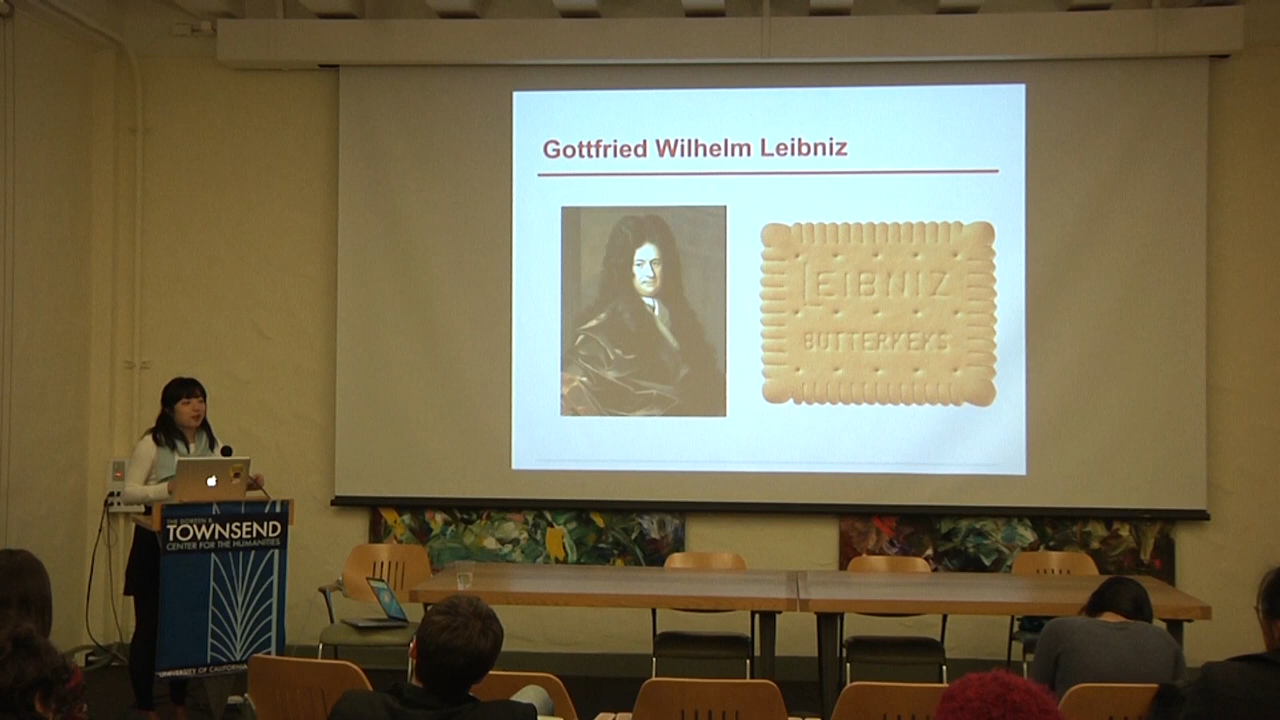 Gottfried Wilhelm Leibniz
LEIBNIZ
BUTTERKEKS
THE DOREEN B.
TOWNSEND
CENTER FOR THE HUMANITIES
UNIVERSITY OF CALIFORNIA